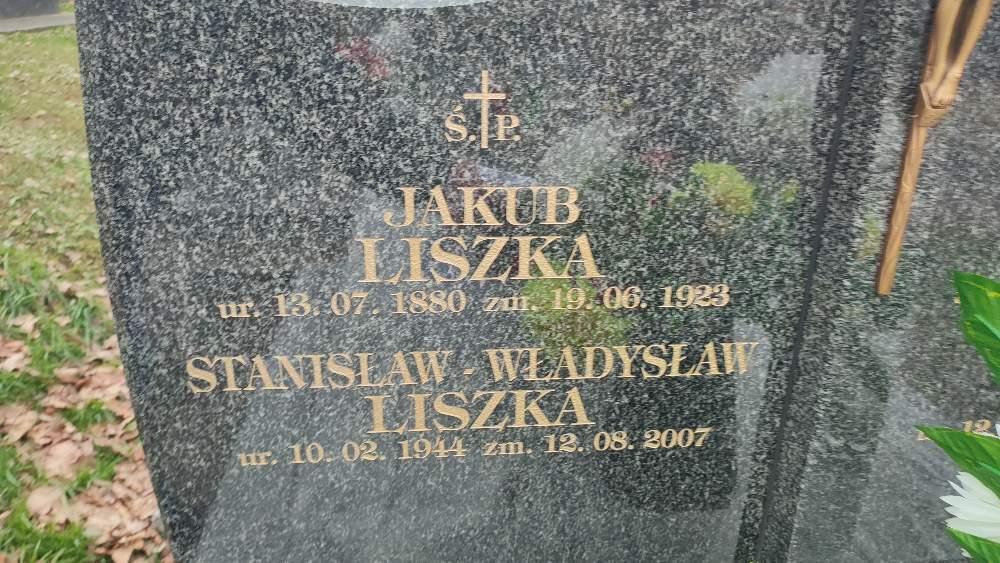 Ś. P.
JAKUB
LISZKA
ur. 13. 07. 1880 zm. 19. 06. 1923
STANISŁAW - WŁADYSŁAW
LISZKA
ur. 10. 02. 1944 zm. 12. 08. 2007
12